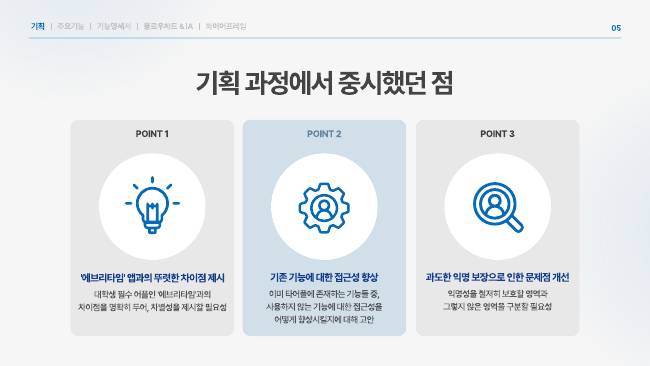 기획 | 주요기능 | 기능명세서 | 플로우차트 & IA | 와이어프레임
05
기획 과정에서 중시했던 점
POINT 1
'에브리타임' 앱과의 뚜렷한 차이점 제시
대학생 필수 어플인 '에브리타임'과의
차이점을 명확히 두어, 차별성을 제시할 필요성
POINT 2
기존 기능에 대한 접근성 향상
이미 타어플에 존재하는 기능들 중,
사용하지 않는 기능에 대한 접근성을
어떻게 향상시킬지에 대해 고안
POINT 3
과도한 익명 보장으로 인한 문제점 개선
익명성을 철저히 보호할 영역과
그렇지 않은 영역을 구분할 필요성